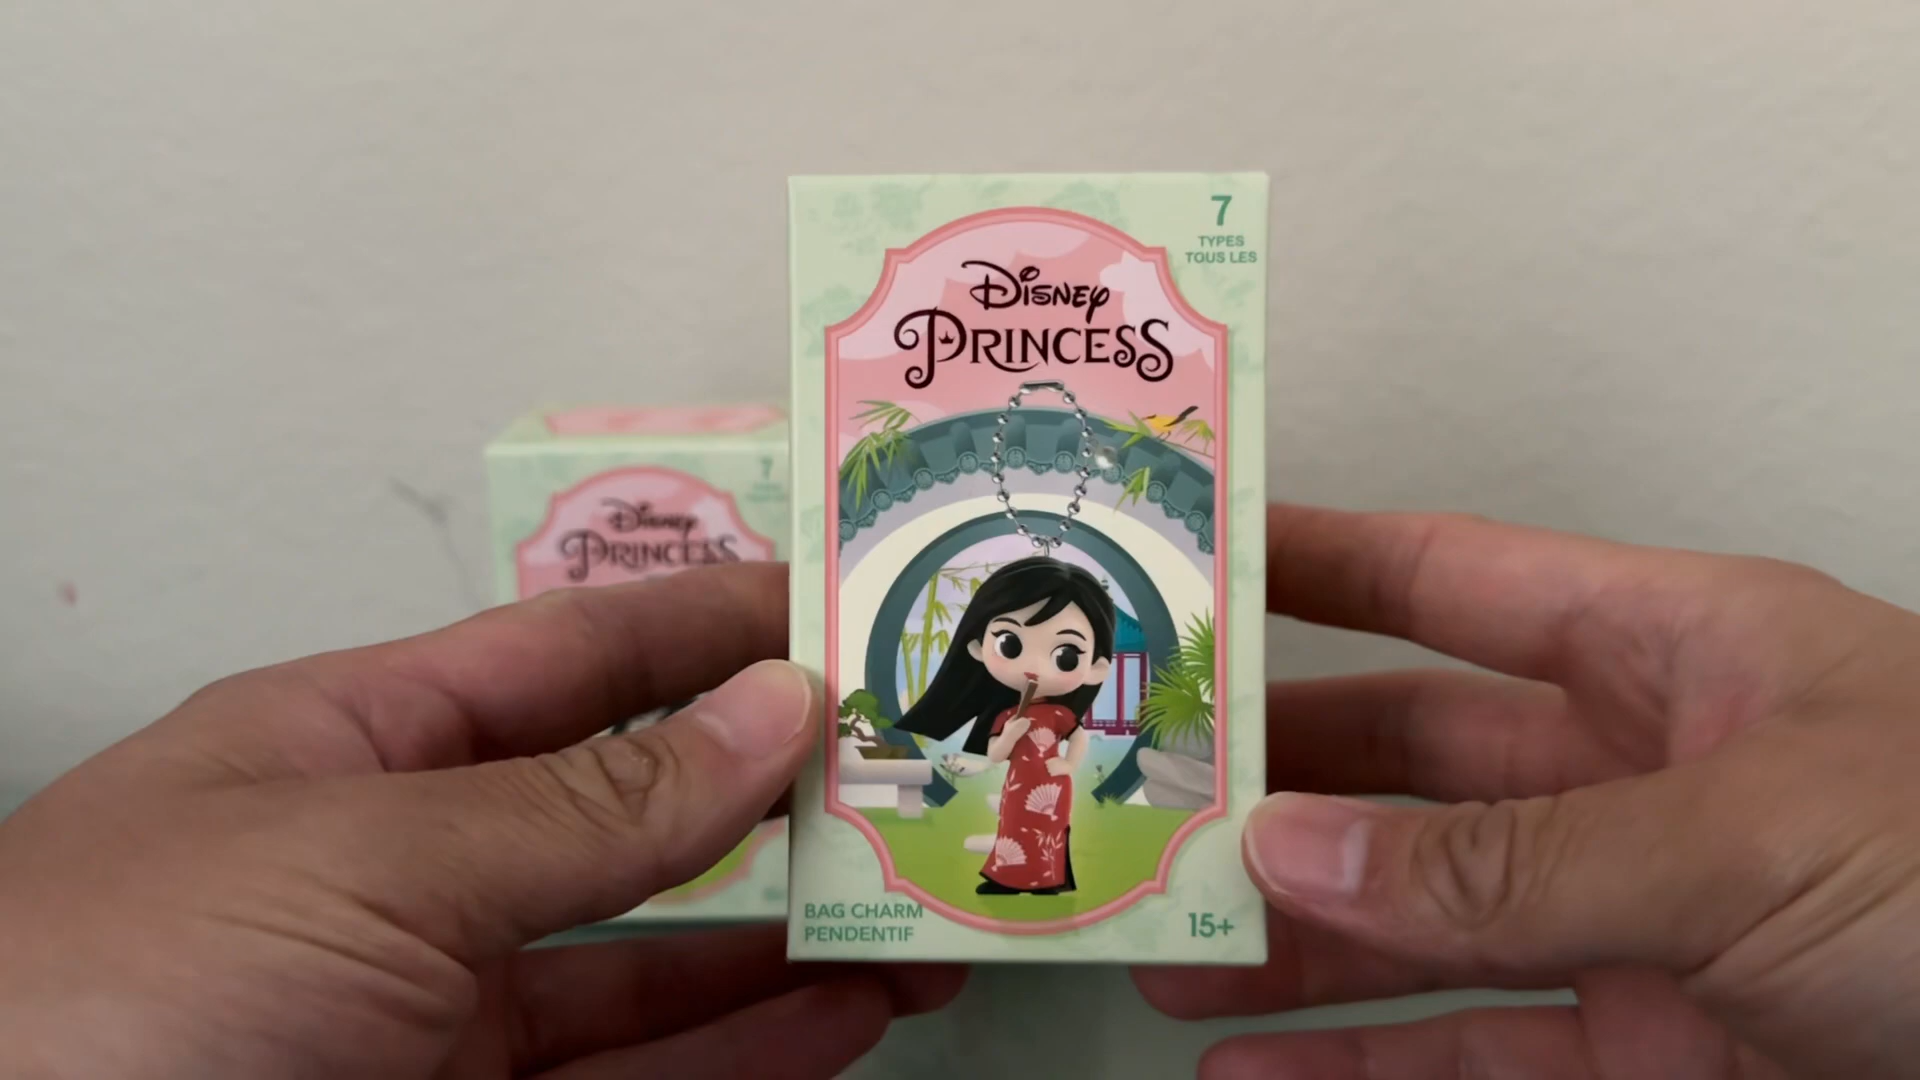 7
TYPES
TOUS LES
Disney
PRINCESS
BAG CHARM
PENDENTIF
15+
7
Disney
PRINCESS